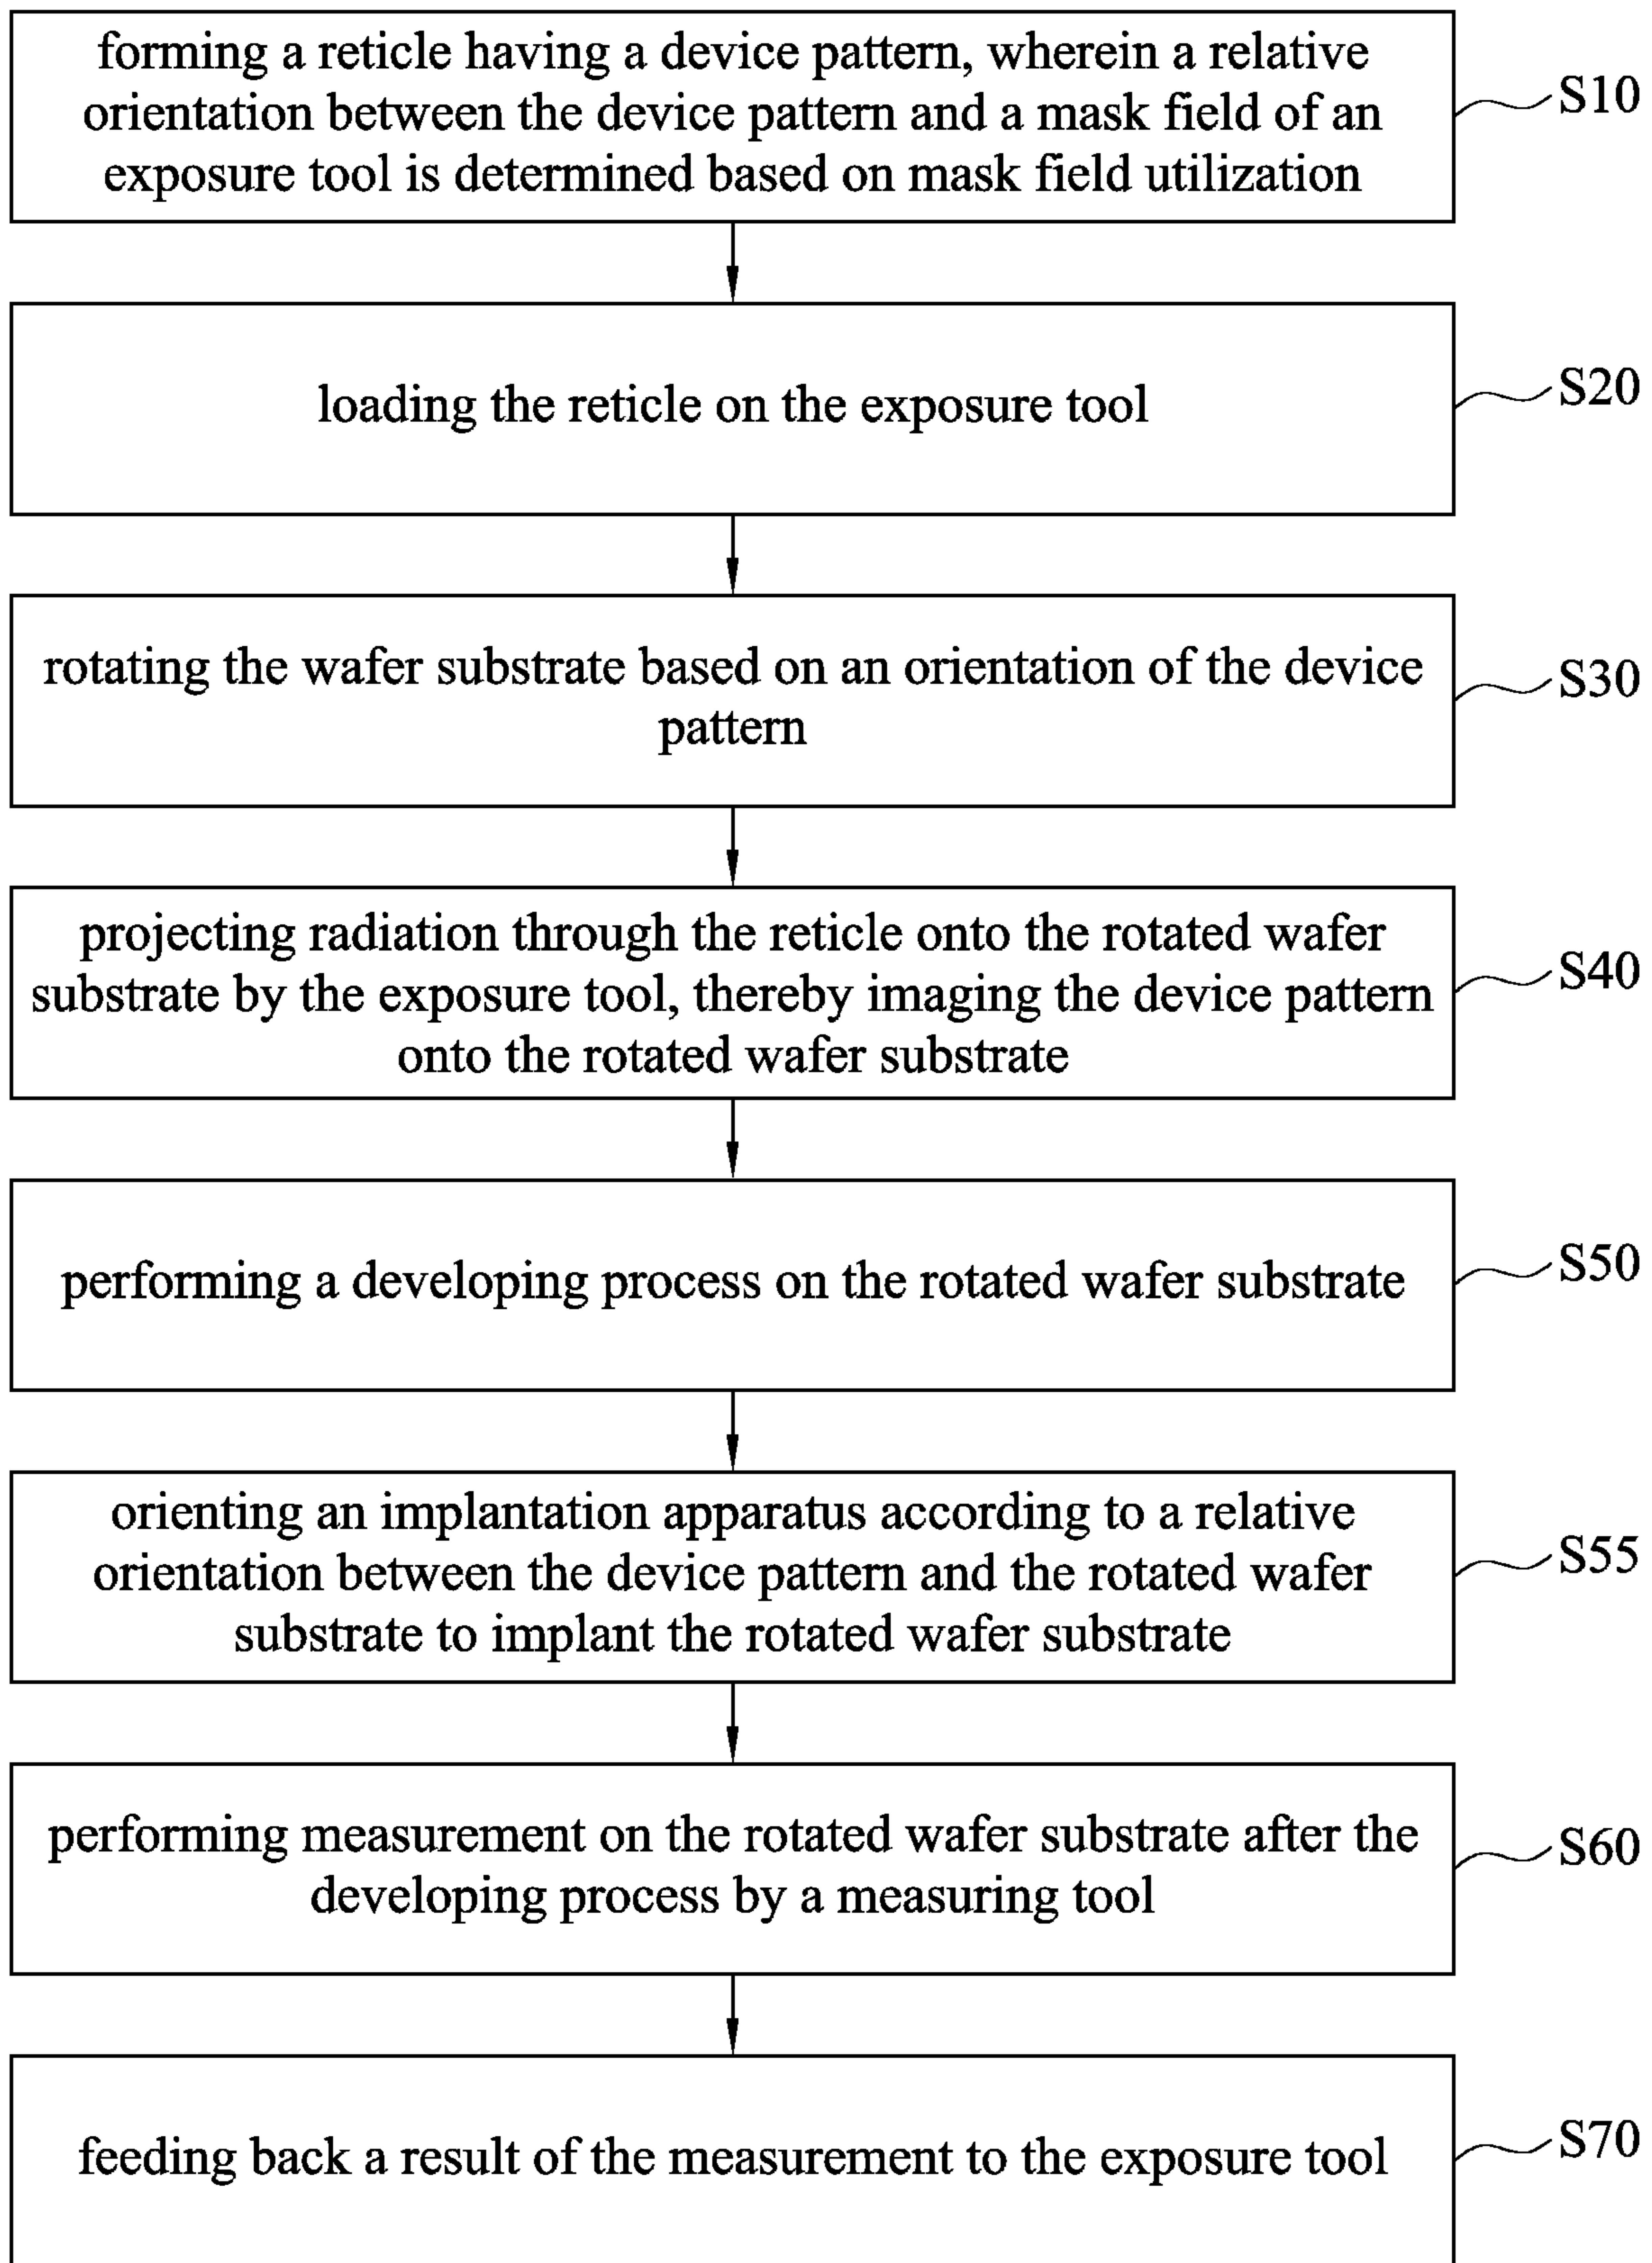 forming a reticle having a device pattern, wherein a relative
orientation between the device pattern and a mask field of an
exposure tool is determined based on mask field utilization
S10
loading the reticle on the exposure tool
S20
rotating the wafer substrate based on an orientation of the device
pattern
S30
projecting radiation through the reticle onto the rotated wafer
substrate by the exposure tool, thereby imaging the device pattern
onto the rotated wafer substrate
S40
performing a developing process on the rotated wafer substrate
S50
orienting an implantation apparatus according to a relative
orientation between the device pattern and the rotated wafer
substrate to implant the rotated wafer substrate
S55
performing measurement on the rotated wafer substrate after the
developing process by a measuring tool
S60
feeding back a result of the measurement to the exposure tool
S70